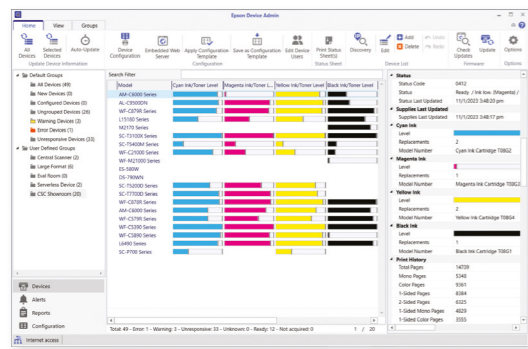 Epson Device Admin
Home View Groups
All Devices Selected Devices Auto-Update Device Configuration Embedded Web Server Apply Configuration Template Save as Configuration Template Edit Device Users Print Status Sheet(s) Discovery Edit Add Delete Undo Redo Check Updates Update Options
Update Device Information Configuration Status Sheet Device List Firmware Options
Default Groups
All Devices (49)
New Devices (0)
Configured Devices (0)
Ungrouped Devices (26)
Warning Devices (3)
Error Devices (1)
Unresponsive Devices (33)
User Defined Groups
Central Scanner (2)
Large Format (6)
Eval Room (0)
Serverless Device (2)
CSC Showroom (20)
Devices
Alerts
Reports
Configuration
Internet access
Search Filter
Model Cyan Ink/Toner Level Magenta Ink/Toner L... Yellow Ink/Toner Level Black Ink/Toner Level
AM-C6000 Series
AL-C9500DN
WF-C879R Series
L15180 Series
M2170 Series
SC-T3100X Series
SC-T5400M Series
WF-C21000 Series
WF-M21000 Series
ES-580W
DS-790WN
SC-T5200D Series
SC-T7700D Series
WF-C878R Series
AM-C6000 Series
WF-C579R Series
WF-C5390 Series
WF-C5890 Series
L6490 Series
SC-P700 Series
Total: 49 - Error: 1 - Warning: 3 - Unresponsive: 33 - Unknown: 0 - Ready: 12 - Not acquired: 0 1 / 20
Status
Status Code 0412
Status Ready / Ink low. (Magenta) /
Status Last Updated 11/1/2023 3:48:20 pm
Supplies Last Updated
Supplies Last Updated 11/1/2023 3:48:17 pm
Cyan Ink
Level
Replacements 2
Model Number Cyan Ink Cartridge T08G2
Magenta Ink
Level
Replacements 1
Model Number Magenta Ink Cartridge T08G3
Yellow Ink
Level
Replacements 2
Model Number Yellow Ink Cartridge T08G4
Black Ink
Level
Replacements 1
Model Number Black Ink Cartridge T08G1
Print History
Total Pages 14709
Mono Pages 5348
Color Pages 9361
1-Sided Pages 8384
2-Sided Pages 6325
1-Sided Mono Pages 4829
1-Sided Color Pages 3555